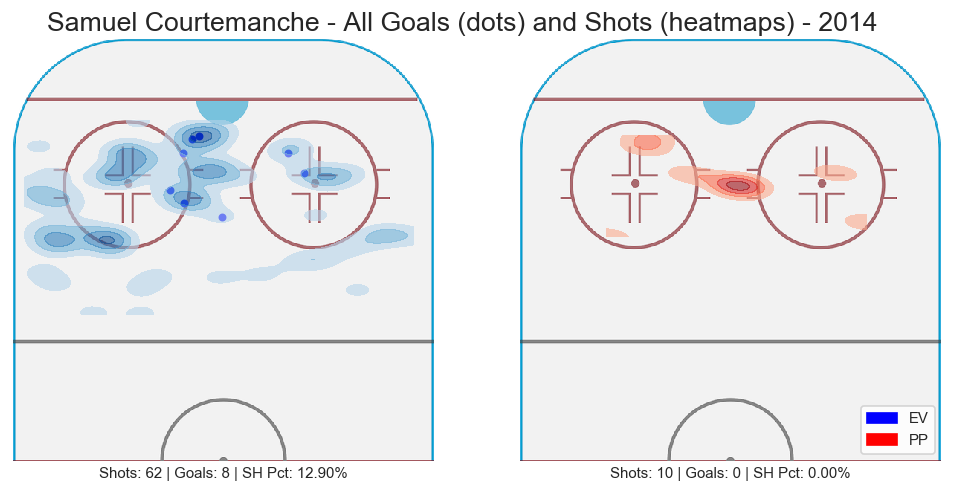 Samuel Courtemanche - All Goals (dots) and Shots (heatmaps) - 2014
EV
PP
Shots: 62 | Goals: 8 | SH Pct: 12.90%
Shots: 10 | Goals: 0 | SH Pct: 0.00%